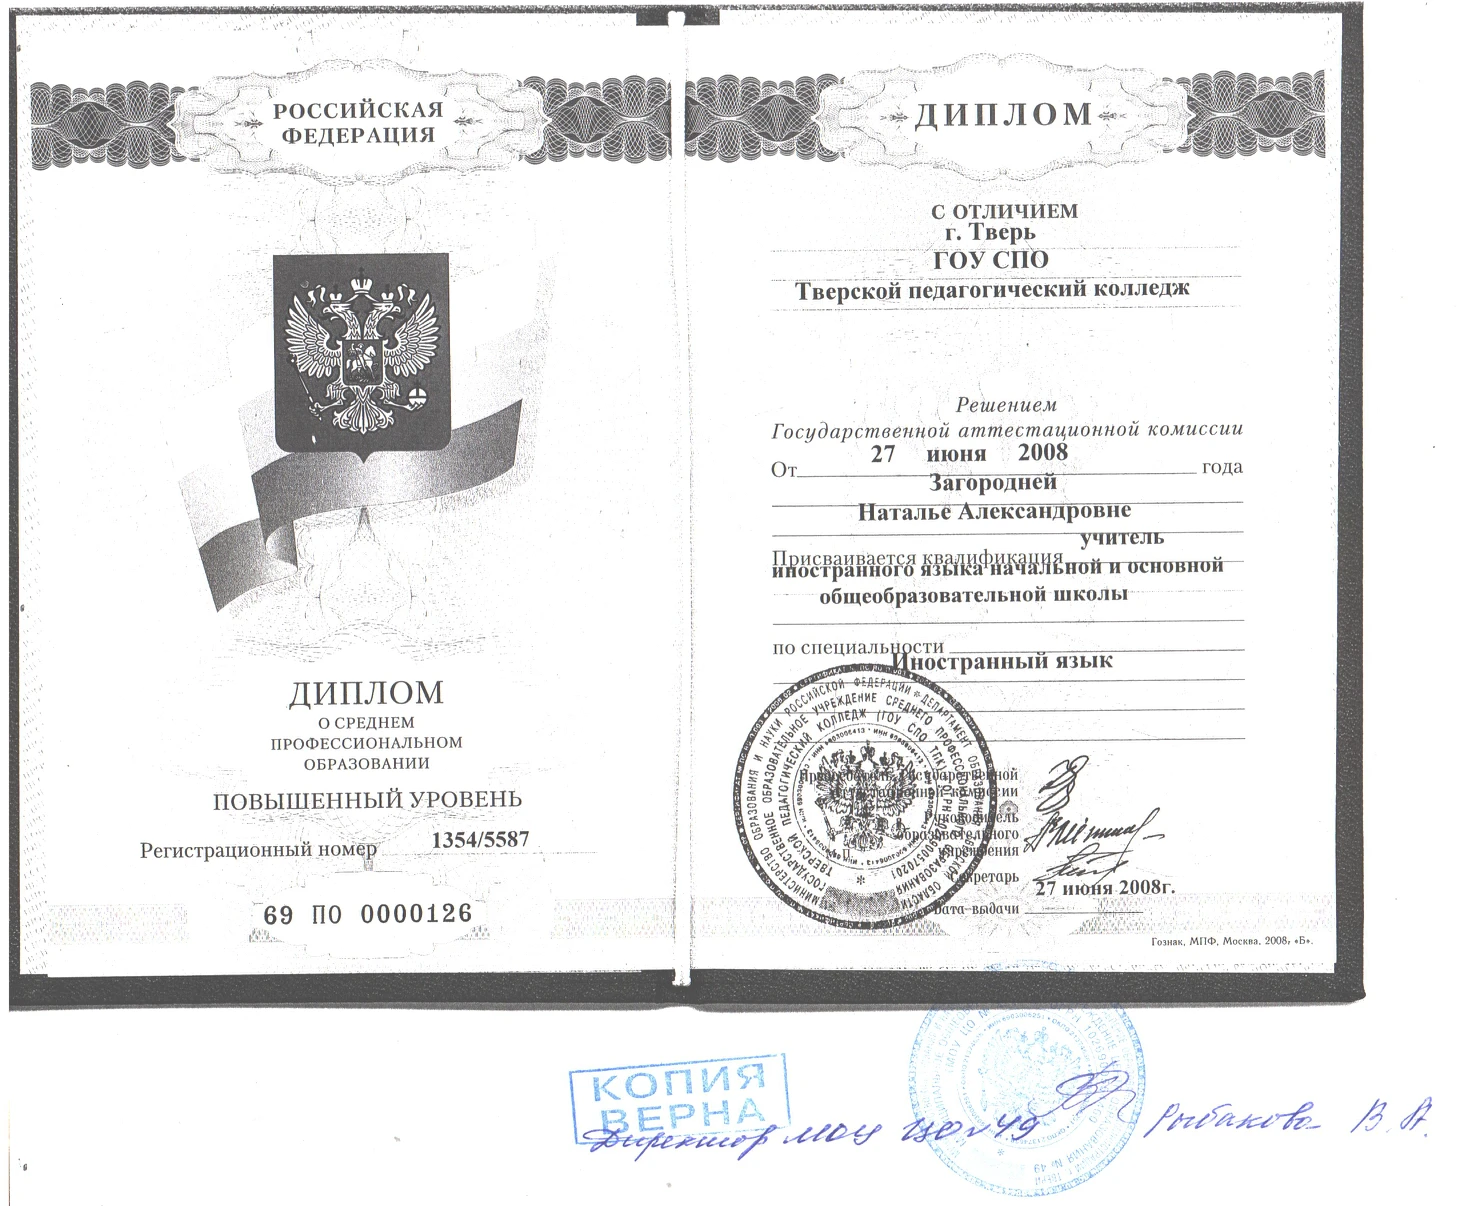 РОССИЙСКАЯ
ФЕДЕРАЦИЯ
ДИПЛОМ
О СРЕДНЕМ
ПРОФЕССИОНАЛЬНОМ
ОБРАЗОВАНИИ
ПОВЫШЕННЫЙ УРОВЕНЬ
Регистрационный номер 1354/5587
69 ПО 0000126
ДИПЛОМ
С ОТЛИЧИЕМ
г. Тверь
ГОУ СПО
Тверской педагогический колледж
Решением
Государственной аттестационной комиссии
От 27 июня 2008 года
Загородней
Наталье Александровне
Присваивается квалификация учитель
иностранного языка начальной и основной
общеобразовательной школы
по специальности
Иностранный язык
МИНИСТЕРСТВО ОБРАЗОВАНИЯ И НАУКИ РОССИЙСКОЙ ФЕДЕРАЦИИ * ДЕПАРТАМЕНТ ОБРАЗОВАНИЯ ТВЕРСКОЙ ОБЛАСТИ
ГОСУДАРСТВЕННОЕ ОБРАЗОВАТЕЛЬНОЕ УЧРЕЖДЕНИЕ СРЕДНЕГО ПРОФЕССИОНАЛЬНОГО ОБРАЗОВАНИЯ
ТВЕРСКОЙ ПЕДАГОГИЧЕСКИЙ КОЛЛЕДЖ (ГОУ СПО ТПК)
Председатель Государственной
аттестационной комиссии
Руководитель
образовательного
учреждения
Секретарь
27 июня 2008г.
Дата выдачи
Гознак, МПФ, Москва, 2008г «Б».
КОПИЯ
ВЕРНА
Директор МОУ ЦО №49 Рыбакова В. А.